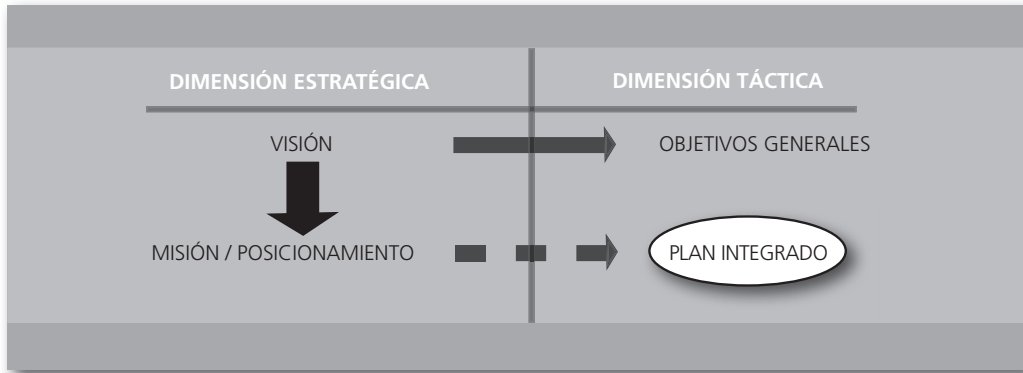 DIMENSIÓN ESTRATÉGICA
DIMENSIÓN TÁCTICA
VISIÓN
OBJETIVOS GENERALES
MISIÓN / POSICIONAMIENTO
PLAN INTEGRADO